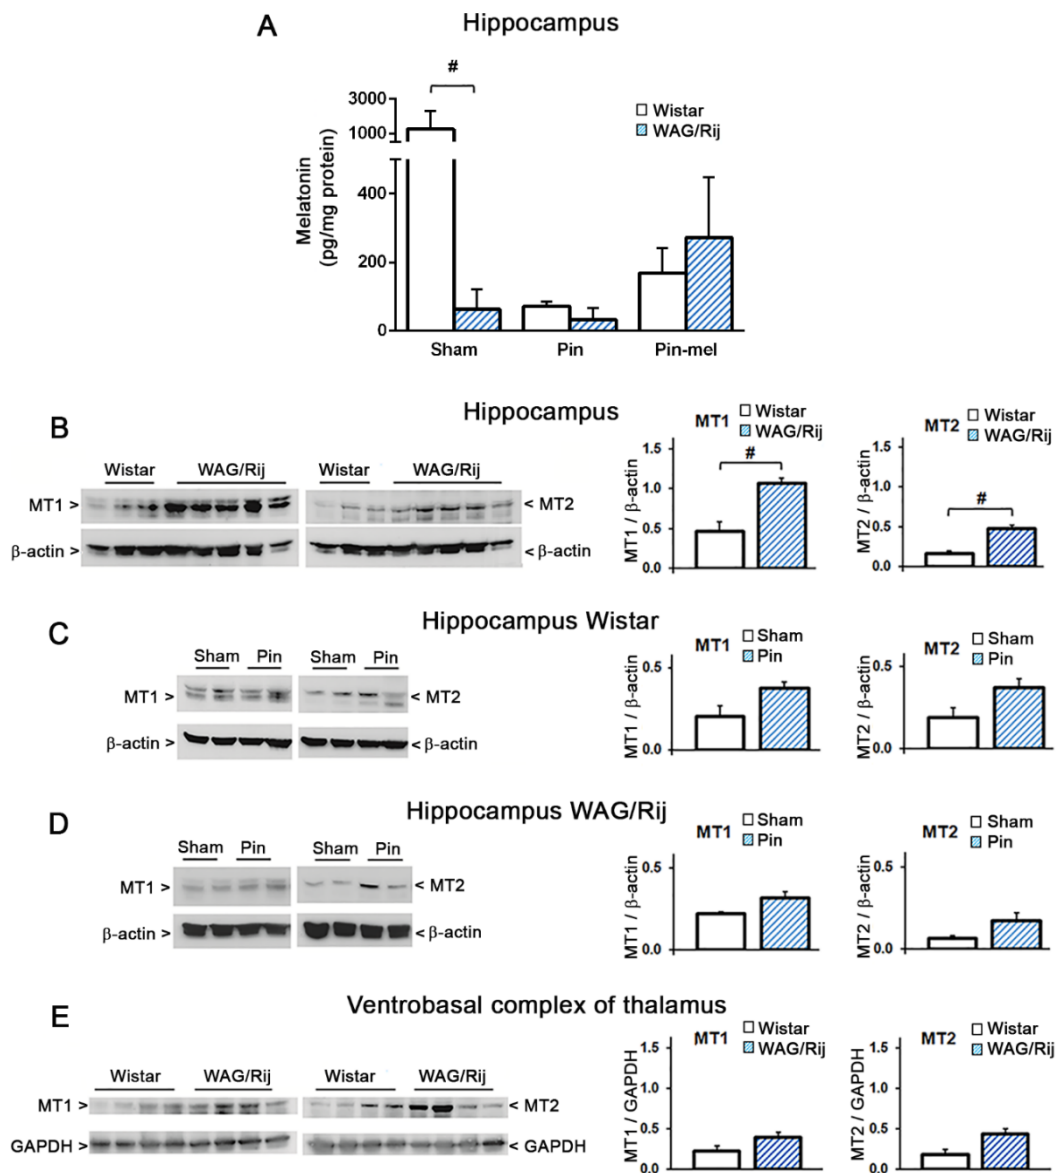 A
Hippocampus
#
Wistar
WAG/Rij
Melatonin
(pg/mg protein)
3000
1000
400
200
0
Sham Pin Pin-mel
B
Hippocampus
Wistar WAG/Rij
MT1 >
β-actin >
Wistar WAG/Rij
< MT2
< β-actin
MT1
Wistar
WAG/Rij
MT1 / β-actin
1.5
1.0
0.5
0.0
#
MT2
Wistar
WAG/Rij
MT2 / β-actin
1.5
1.0
0.5
0.0
#
C
Hippocampus Wistar
Sham Pin
MT1 >
β-actin >
Sham Pin
< MT2
< β-actin
MT1
Sham
Pin
MT1 / β-actin
0.5
0.0
MT2
Sham
Pin
MT2 / β-actin
0.5
0.0
D
Hippocampus WAG/Rij
Sham Pin
MT1 >
β-actin >
Sham Pin
< MT2
< β-actin
MT1
Sham
Pin
MT1 / β-actin
0.5
0.0
MT2
Sham
Pin
MT2 / β-actin
0.5
0.0
E
Ventrobasal complex of thalamus
Wistar WAG/Rij
MT1 >
GAPDH >
Wistar WAG/Rij
< MT2
< GAPDH
MT1
Wistar
WAG/Rij
MT1 / GAPDH
1.5
1.0
0.5
0.0
MT2
Wistar
WAG/Rij
MT2 / GAPDH
1.5
1.0
0.5
0.0